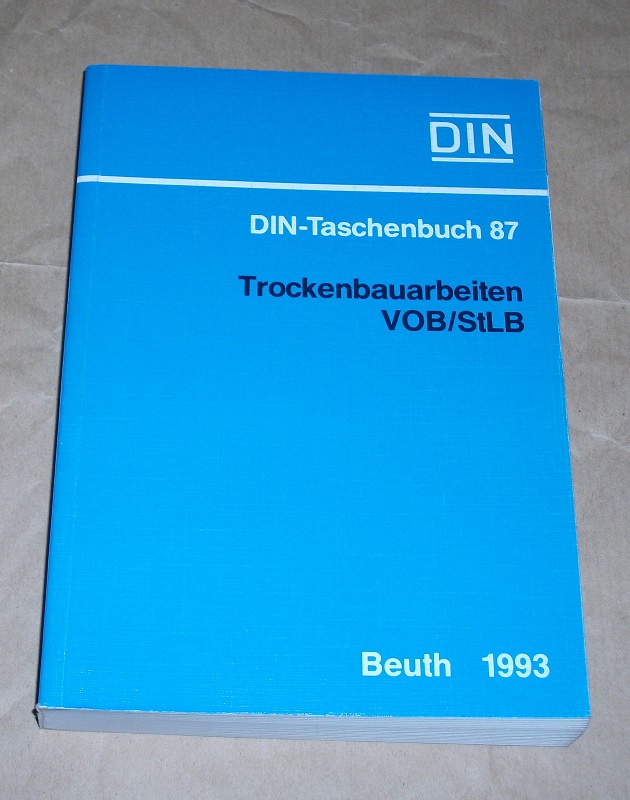 DIN
DIN-Taschenbuch 87
Trockenbauarbeiten
VOB/StLB
Beuth 1993